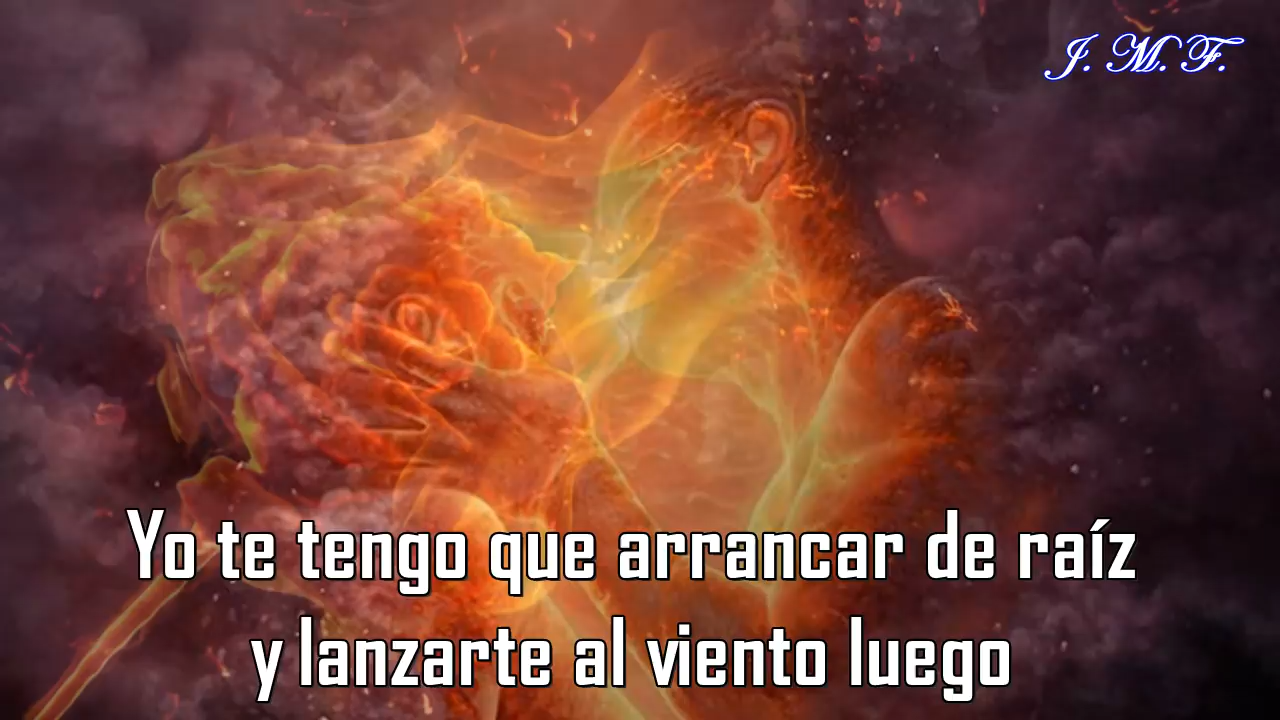 J. M. F.
Yo te tengo que arrancar de raíz
y lanzarte al viento luego